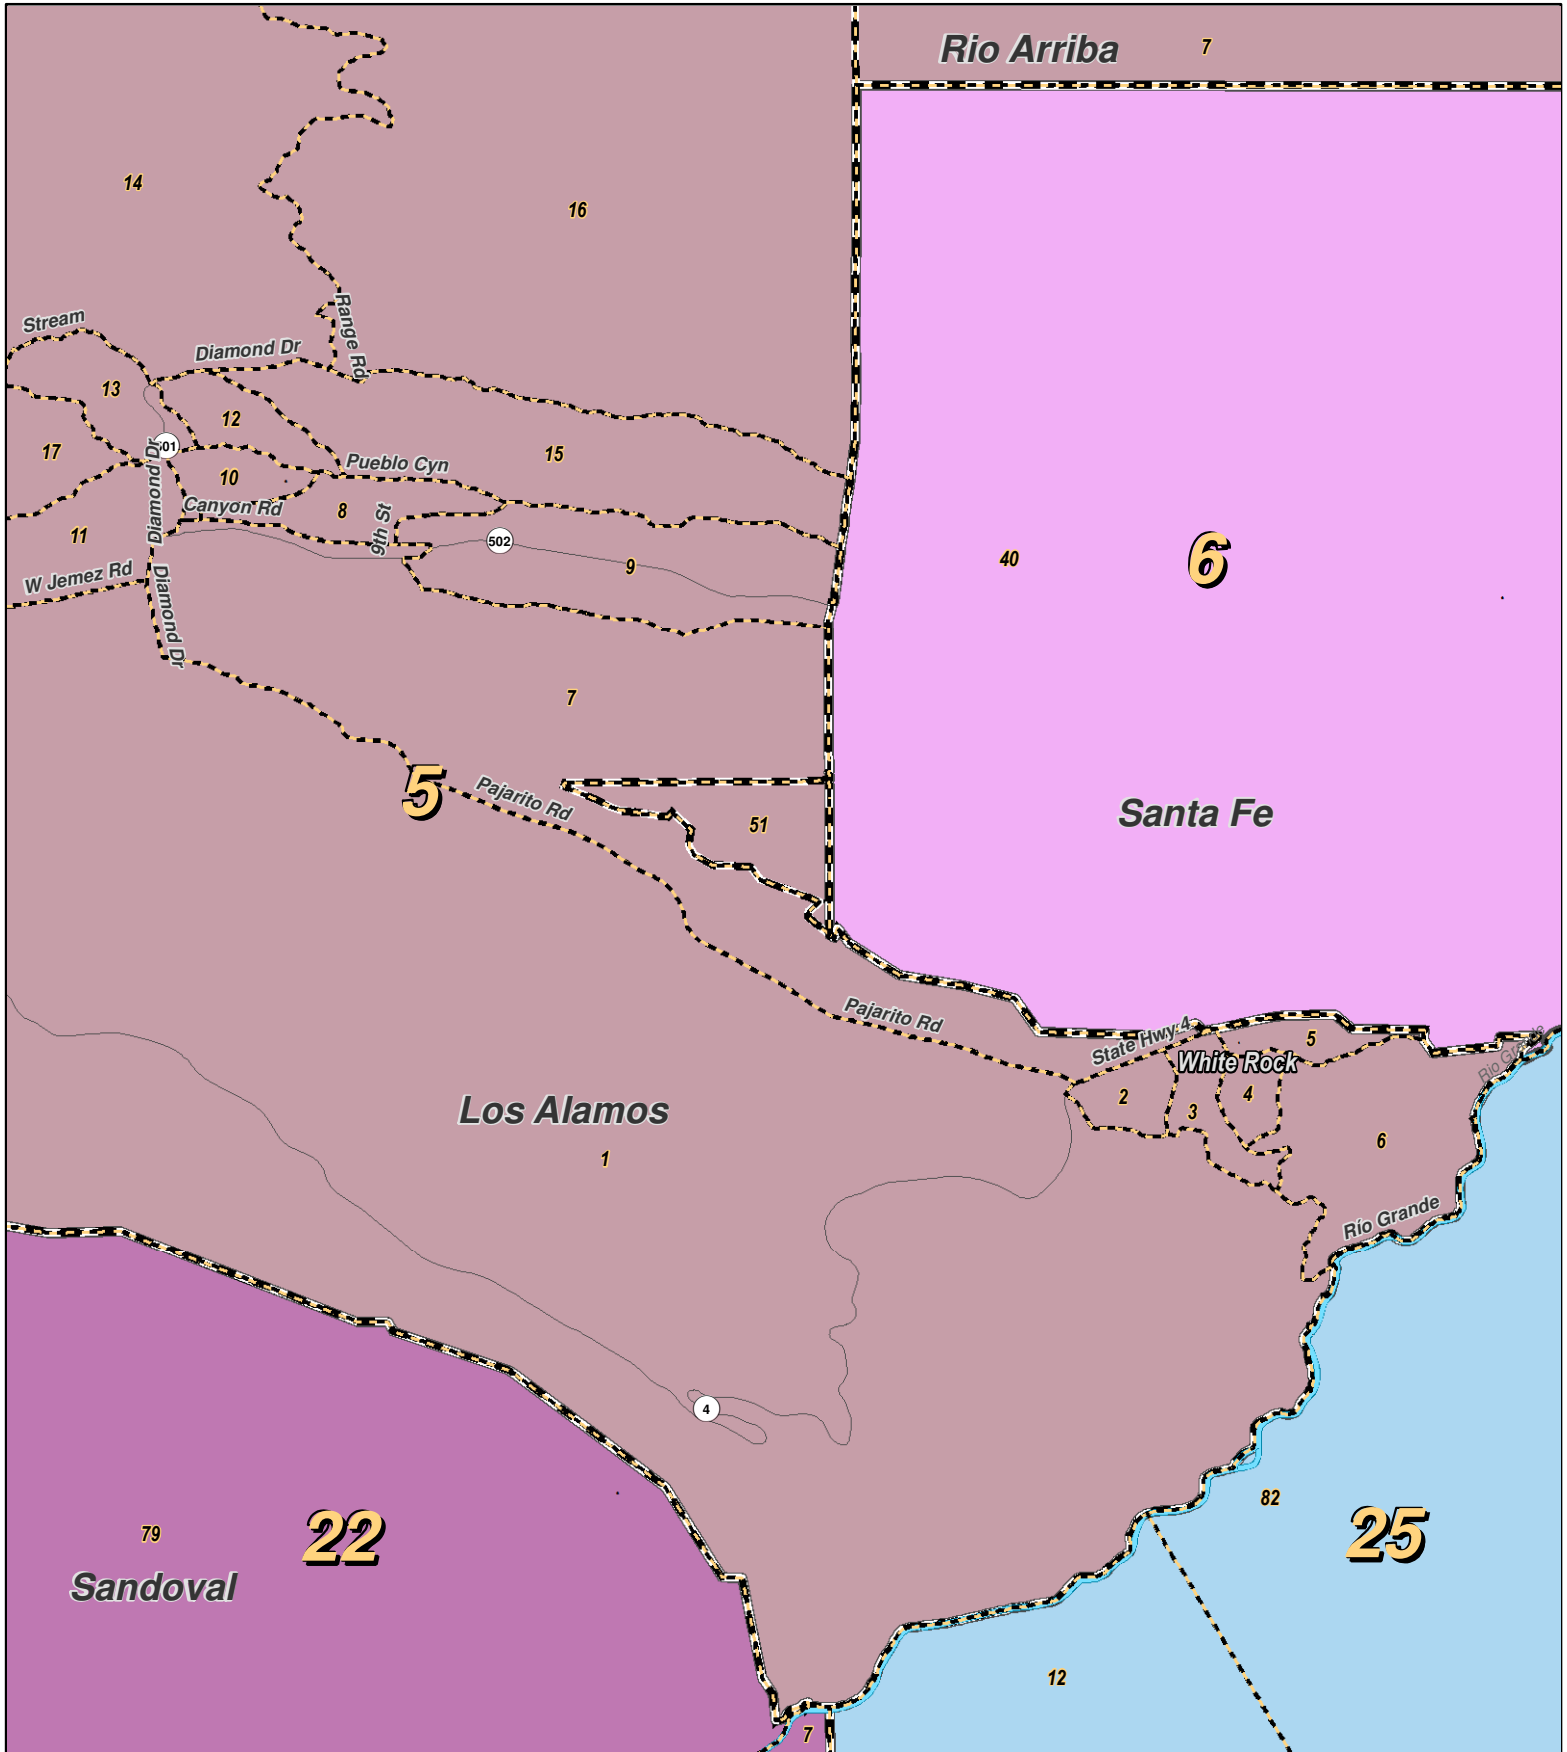 Rio Arriba
7
14
16
Stream
Diamond Dr
Range Rd
13
12
17
501
15
Pueblo Cyn
10
Canyon Rd
8
Diamond Dr
9th St
502
11
9
40
6
W Jemez Rd
Diamond Dr
7
5
Pajarito Rd
51
Santa Fe
Pajarito Rd
State Hwy 4
5
Rio Grande
White Rock
2
3
4
Los Alamos
1
6
Río Grande
4
82
79
22
25
Sandoval
12
7